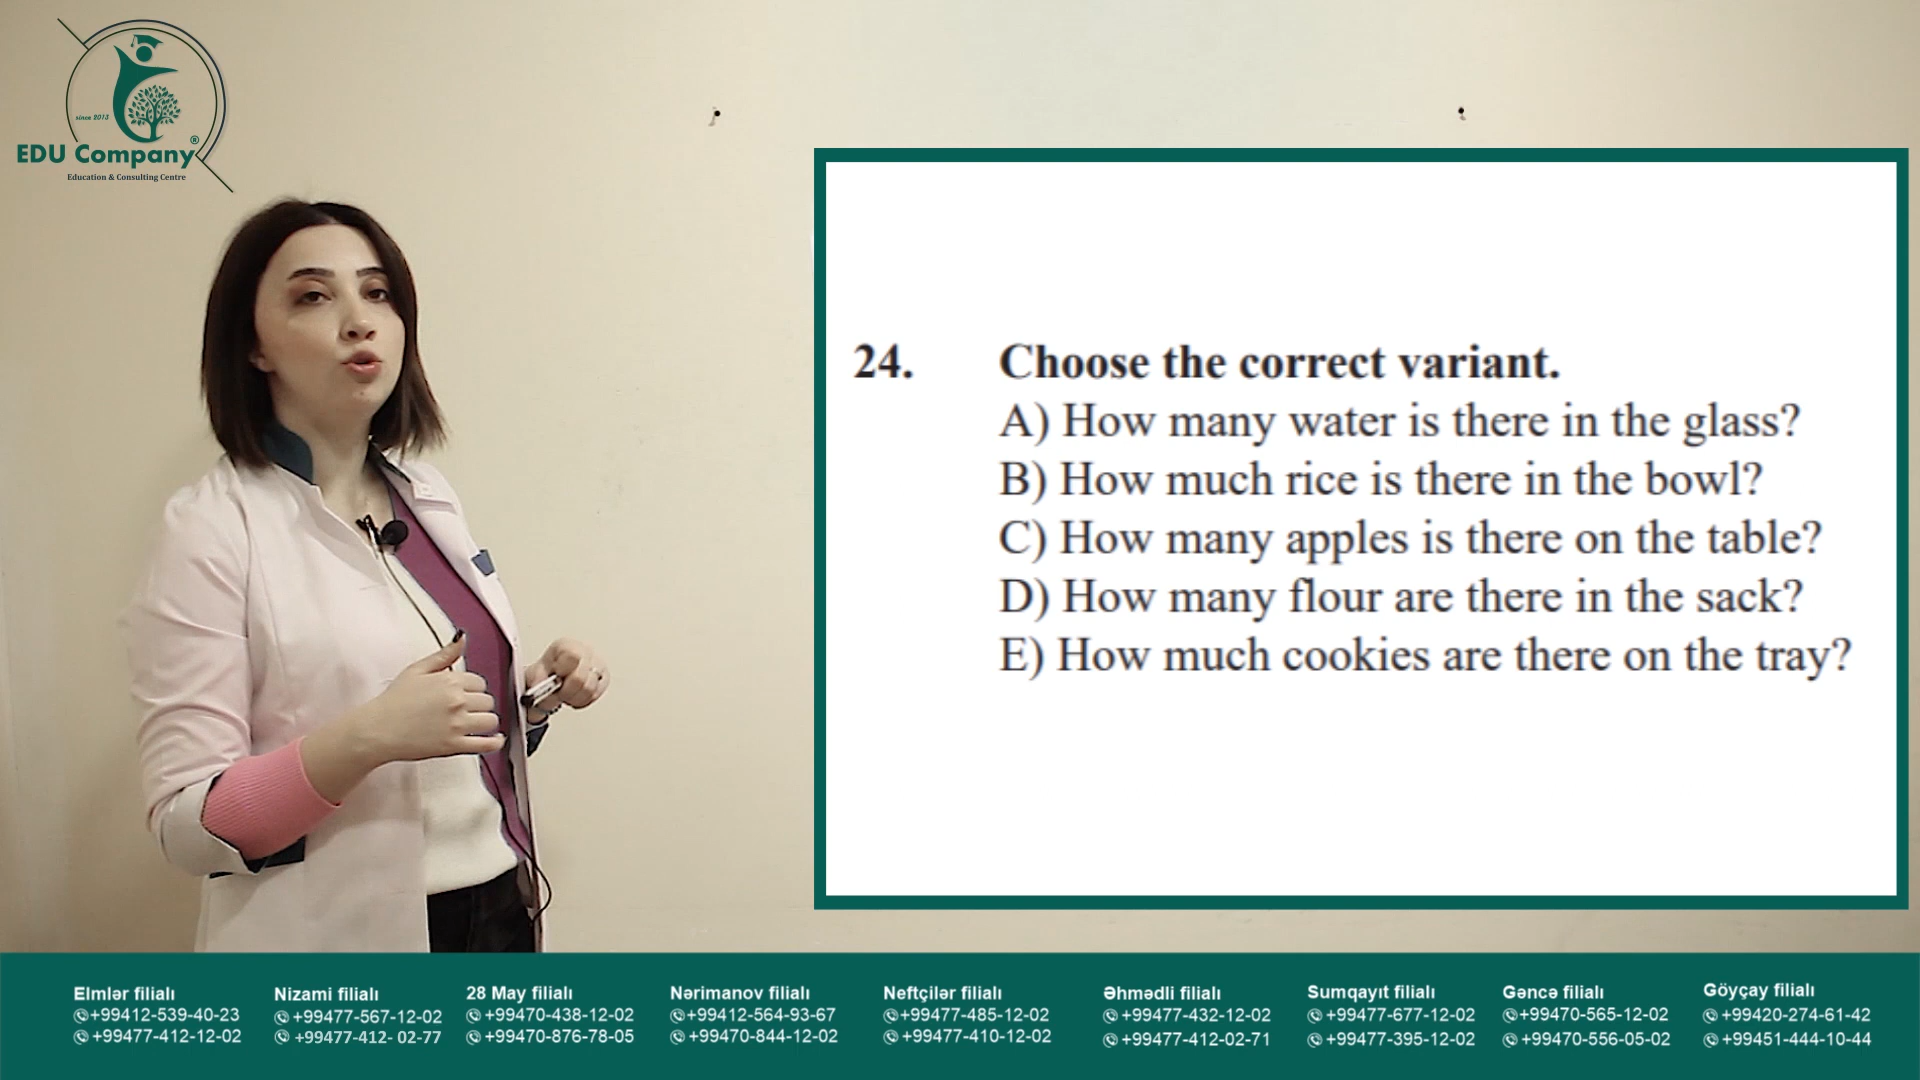 since 2013
EDU Company®
Education & Consulting Centre
24. Choose the correct variant.
A) How many water is there in the glass?
B) How much rice is there in the bowl?
C) How many apples is there on the table?
D) How many flour are there in the sack?
E) How much cookies are there on the tray?
Elmlər filialı
+99412-539-40-23
+99477-412-12-02
Nizami filialı
+99477-567-12-02
+99477-412- 02-77
28 May filialı
+99470-438-12-02
+99470-876-78-05
Nərimanov filialı
+99412-564-93-67
+99470-844-12-02
Neftçilər filialı
+99477-485-12-02
+99477-410-12-02
Əhmədli filialı
+99477-432-12-02
+99477-412-02-71
Sumqayıt filialı
+99477-677-12-02
+99477-395-12-02
Gəncə filialı
+99470-565-12-02
+99470-556-05-02
Göyçay filialı
+99420-274-61-42
+99451-444-10-44